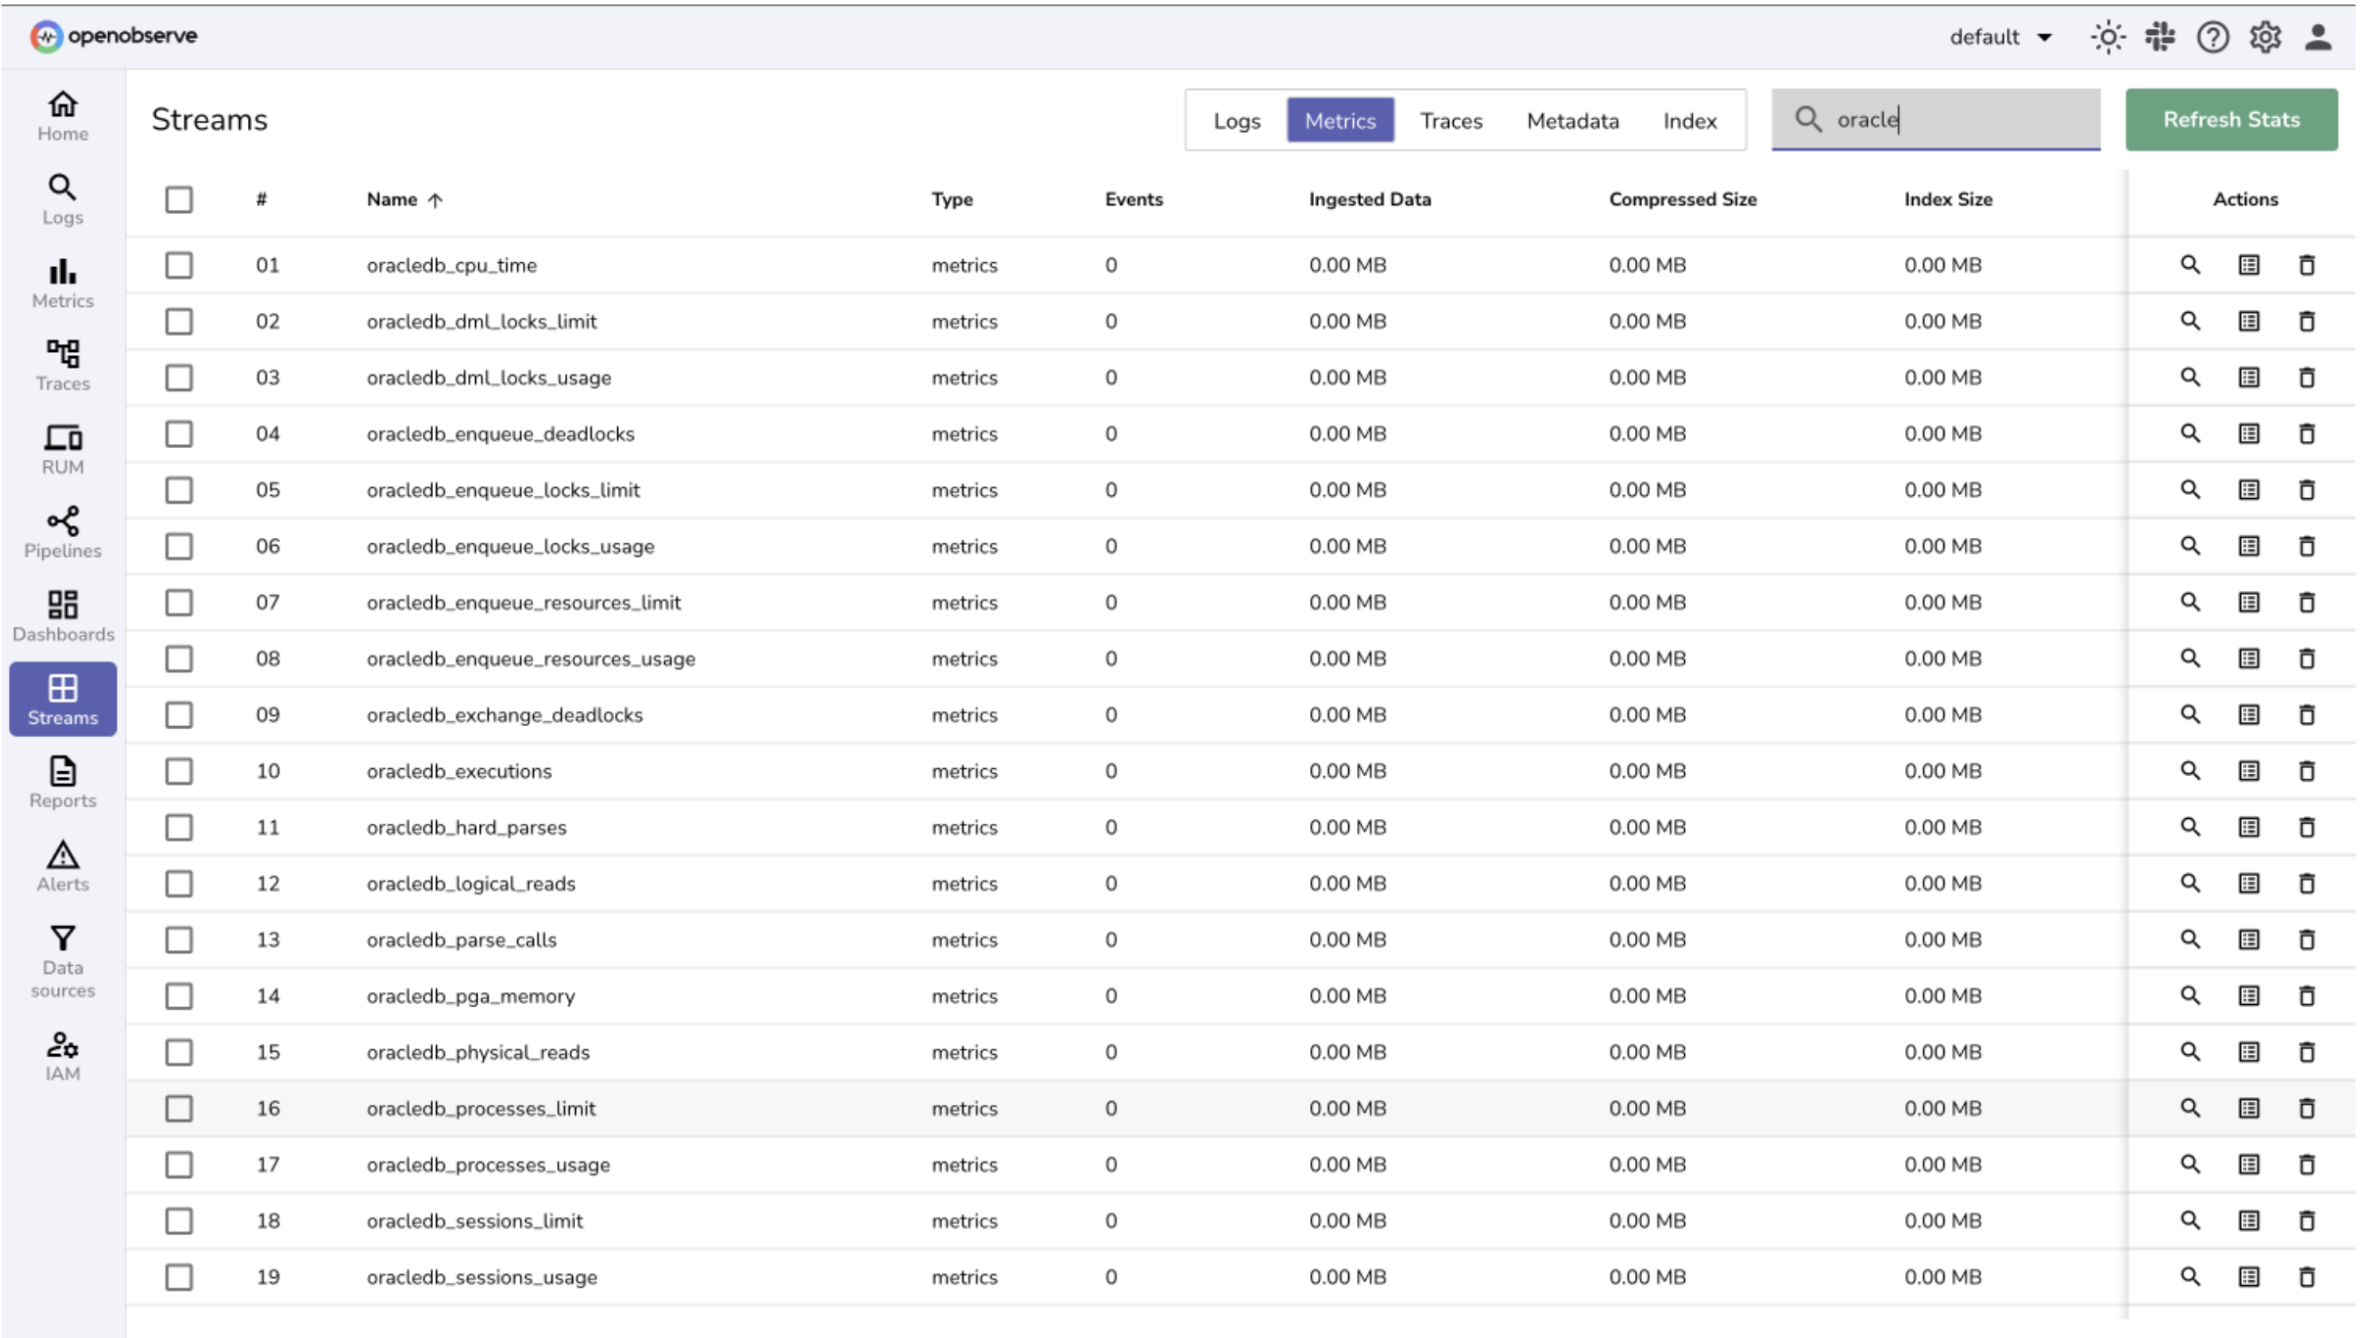 openobserve
default
Home
Logs
Metrics
Traces
RUM
Pipelines
Dashboards
Streams
Reports
Alerts
Data
sources
IAM
Streams
Logs Metrics Traces Metadata Index
oracle
Refresh Stats
# Name Type Events Ingested Data Compressed Size Index Size Actions
01 oracledb_cpu_time metrics 0 0.00 MB 0.00 MB 0.00 MB
02 oracledb_dml_locks_limit metrics 0 0.00 MB 0.00 MB 0.00 MB
03 oracledb_dml_locks_usage metrics 0 0.00 MB 0.00 MB 0.00 MB
04 oracledb_enqueue_deadlocks metrics 0 0.00 MB 0.00 MB 0.00 MB
05 oracledb_enqueue_locks_limit metrics 0 0.00 MB 0.00 MB 0.00 MB
06 oracledb_enqueue_locks_usage metrics 0 0.00 MB 0.00 MB 0.00 MB
07 oracledb_enqueue_resources_limit metrics 0 0.00 MB 0.00 MB 0.00 MB
08 oracledb_enqueue_resources_usage metrics 0 0.00 MB 0.00 MB 0.00 MB
09 oracledb_exchange_deadlocks metrics 0 0.00 MB 0.00 MB 0.00 MB
10 oracledb_executions metrics 0 0.00 MB 0.00 MB 0.00 MB
11 oracledb_hard_parses metrics 0 0.00 MB 0.00 MB 0.00 MB
12 oracledb_logical_reads metrics 0 0.00 MB 0.00 MB 0.00 MB
13 oracledb_parse_calls metrics 0 0.00 MB 0.00 MB 0.00 MB
14 oracledb_pga_memory metrics 0 0.00 MB 0.00 MB 0.00 MB
15 oracledb_physical_reads metrics 0 0.00 MB 0.00 MB 0.00 MB
16 oracledb_processes_limit metrics 0 0.00 MB 0.00 MB 0.00 MB
17 oracledb_processes_usage metrics 0 0.00 MB 0.00 MB 0.00 MB
18 oracledb_sessions_limit metrics 0 0.00 MB 0.00 MB 0.00 MB
19 oracledb_sessions_usage metrics 0 0.00 MB 0.00 MB 0.00 MB